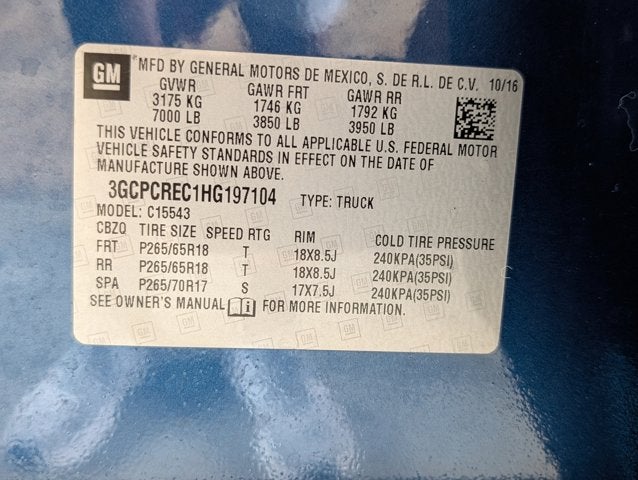 GM MFD BY GENERAL MOTORS DE MEXICO, S. DE R.L. DE C.V. 10/16
GVWR GAWR FRT GAWR RR
3175 KG 1746 KG 1792 KG
7000 LB 3850 LB 3950 LB
THIS VEHICLE CONFORMS TO ALL APPLICABLE U.S. FEDERAL MOTOR
VEHICLE SAFETY STANDARDS IN EFFECT ON THE DATE OF
MANUFACTURE SHOWN ABOVE.
3GCPCREC1HG197104 TYPE: TRUCK
MODEL: C15543
CBZQ TIRE SIZE SPEED RTG RIM COLD TIRE PRESSURE
FRT P265/65R18 T 18X8.5J 240KPA(35PSI)
RR P265/65R18 T 18X8.5J 240KPA(35PSI)
SPA P265/70R17 S 17X7.5J 240KPA(35PSI)
SEE OWNER'S MANUAL FOR MORE INFORMATION.